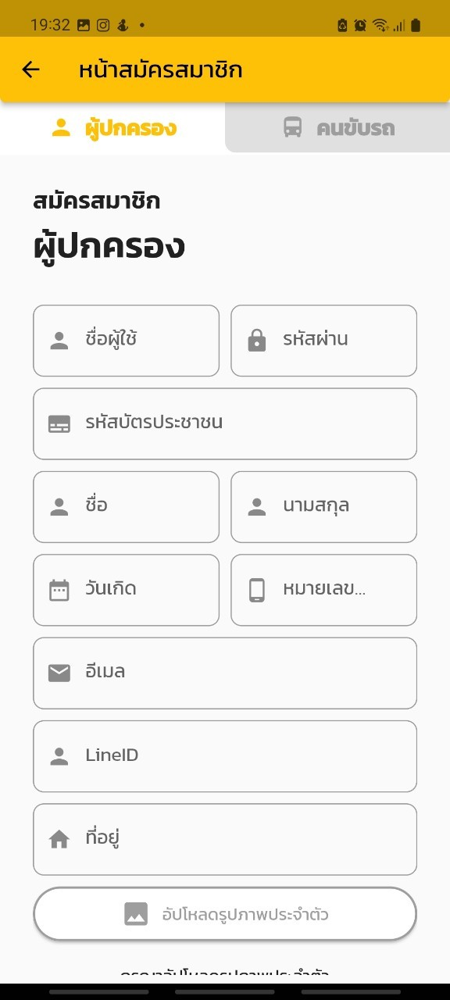 19:32
หน้าสมัครสมาชิก
ผู้ปกครอง คนขับรถ
สมัครสมาชิก
ผู้ปกครอง
ชื่อผู้ใช้ รหัสผ่าน
รหัสบัตรประชาชน
ชื่อ นามสกุล
วันเกิด หมายเลข...
อีเมล
LineID
ที่อยู่
อัปโหลดรูปภาพประจำตัว